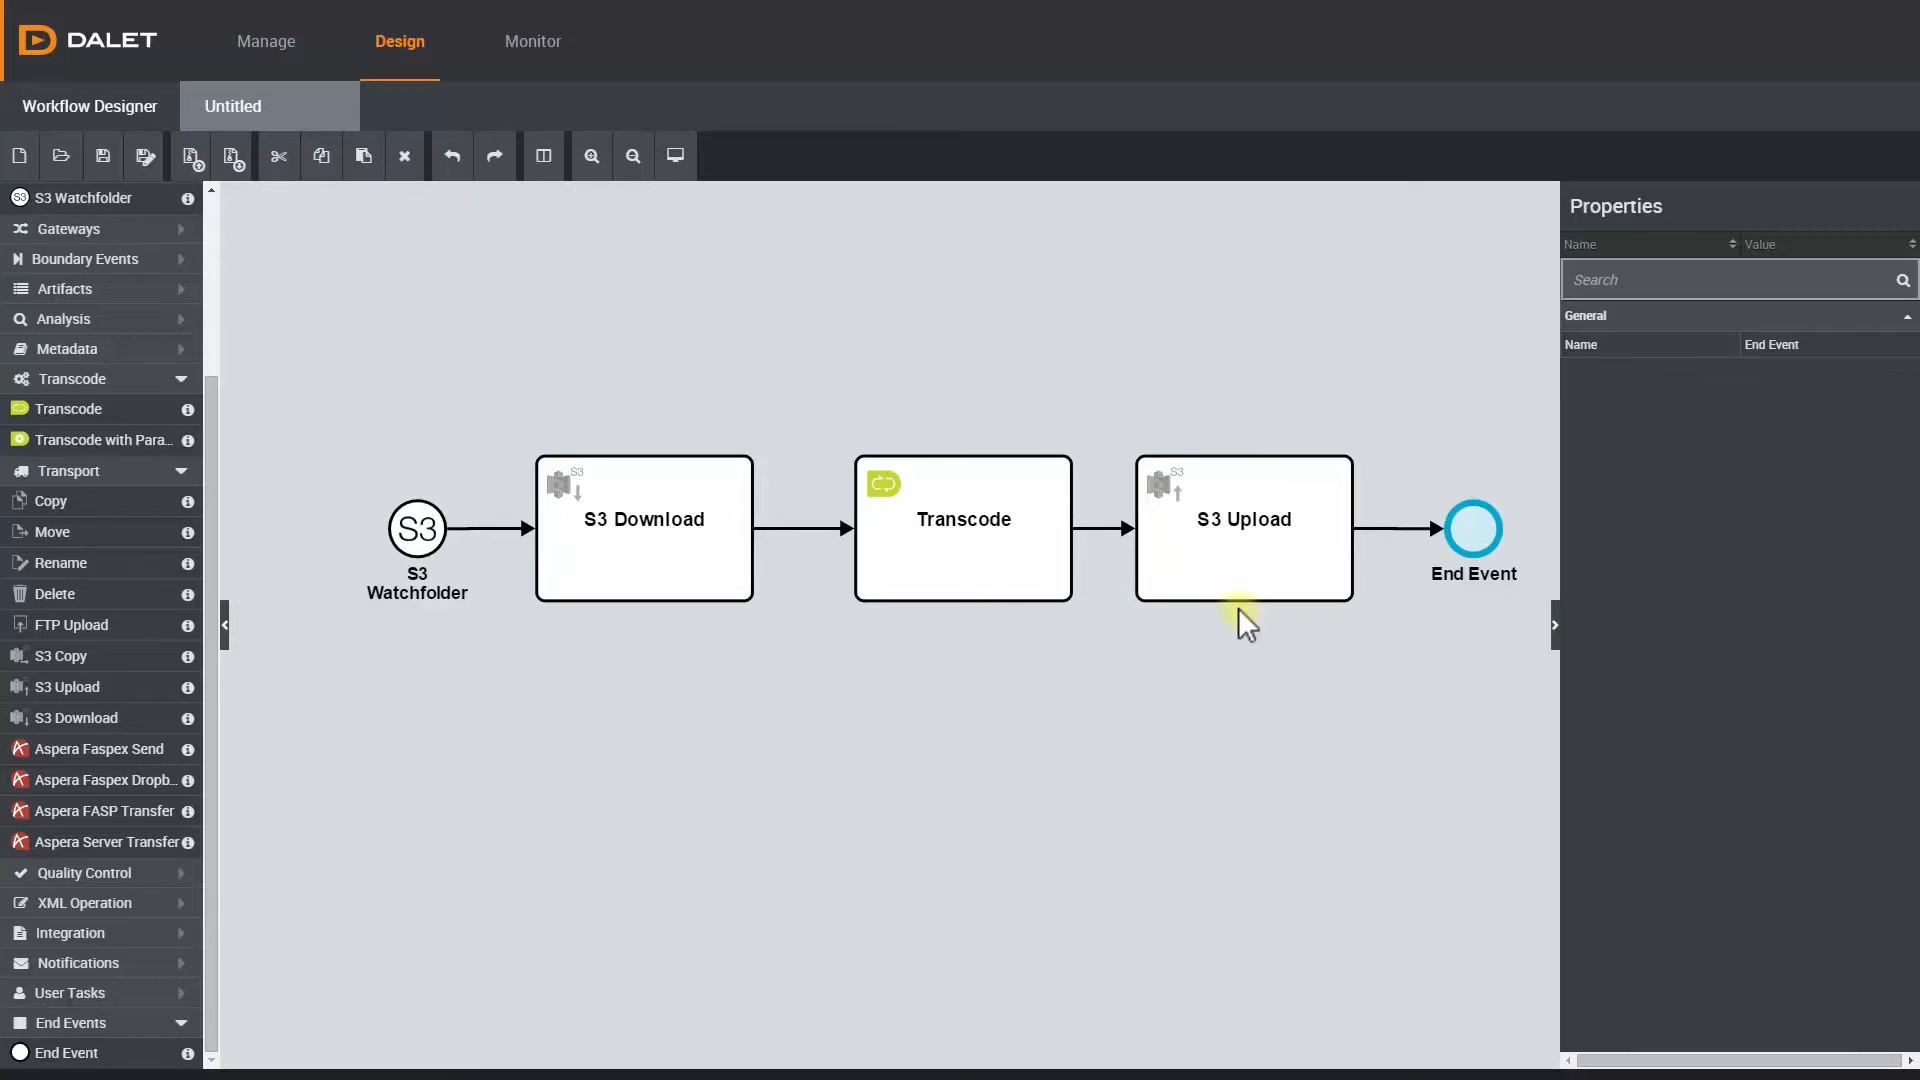 DALET
Manage
Design
Monitor
Workflow Designer
Untitled
S3 S3 Watchfolder
Gateways
Boundary Events
Artifacts
Analysis
Metadata
Transcode
Transcode
Transcode with Para...
Transport
Copy
Move
Rename
Delete
FTP Upload
S3 Copy
S3 Upload
S3 Download
Aspera Faspex Send
Aspera Faspex Dropb...
Aspera FASP Transfer
Aspera Server Transfer
Quality Control
XML Operation
Integration
Notifications
User Tasks
End Events
End Event
S3
S3
Watchfolder
S3
S3 Download
Transcode
S3
S3 Upload
End Event
Properties
Name Value
Search
General
Name End Event